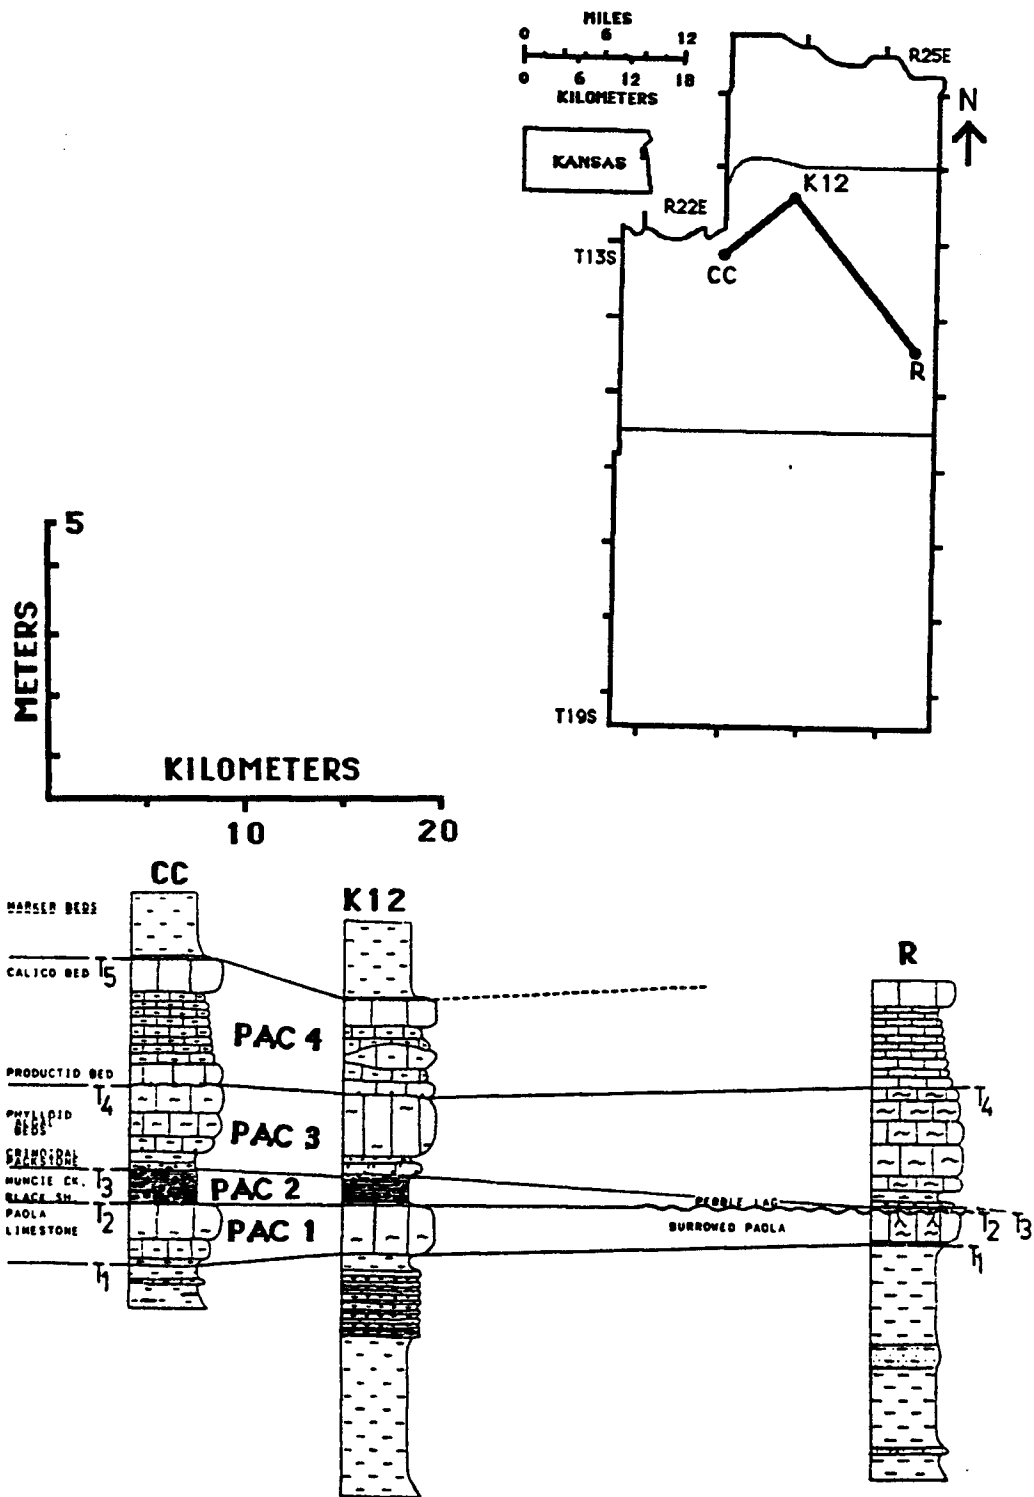 MILES
0 6 12
0 6 12 18
KILOMETERS
R25E
N
KANSAS
R22E
K12
T13S
CC
R
T19S
5
METERS
KILOMETERS
10 20
CC
K12
R
MARKER BEDS
T5
CALICO BED
PAC 4
PRODUCTID BED
T4
T4
PHYLLOID
ALGAL
BEDS
PAC 3
CRINOIDAL
PACKSTONE
T3
MUNCIE CK.
BLACK SH.
PAC 2
PEBBLE LAG
T2
T2 T3
PAOLA
LIMESTONE
PAC 1
BURROWED PAOLA
T1
T1